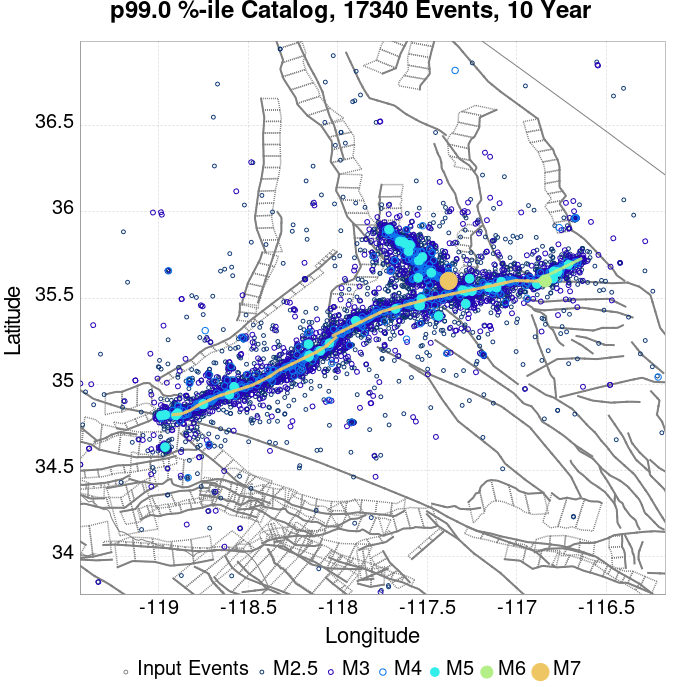 p99.0 %-ile Catalog, 17340 Events, 10 Year
36.5
36
35.5
35
34.5
34
Latitude
-119
-118.5
-118
-117.5
-117
-116.5
Longitude
Input Events
M2.5
M3
M4
M5
M6
M7